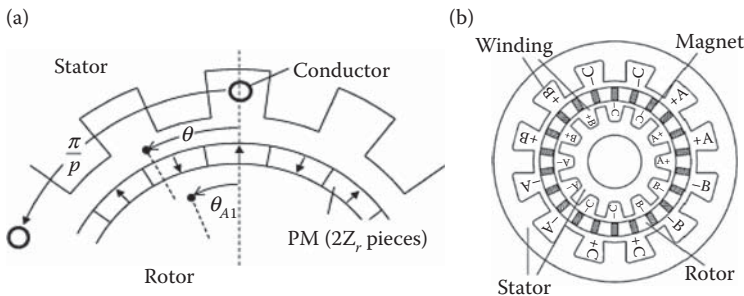 (a)
Stator
Conductor
θ
π
p
θA1
PM (2Zr pieces)
Rotor
(b)
Winding
Magnet
–C
–C
+A
+A
–B
–B
+C
+C
–A
–A
+B
+B
Rotor
Stator